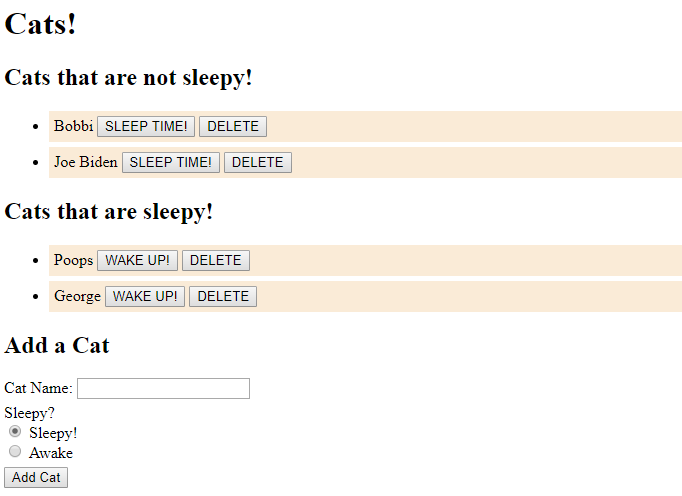 Cats!
Cats that are not sleepy!
Bobbi SLEEP TIME! DELETE
Joe Biden SLEEP TIME! DELETE
Cats that are sleepy!
Poops WAKE UP! DELETE
George WAKE UP! DELETE
Add a Cat
Cat Name:
Sleepy?
Sleepy!
Awake
Add Cat